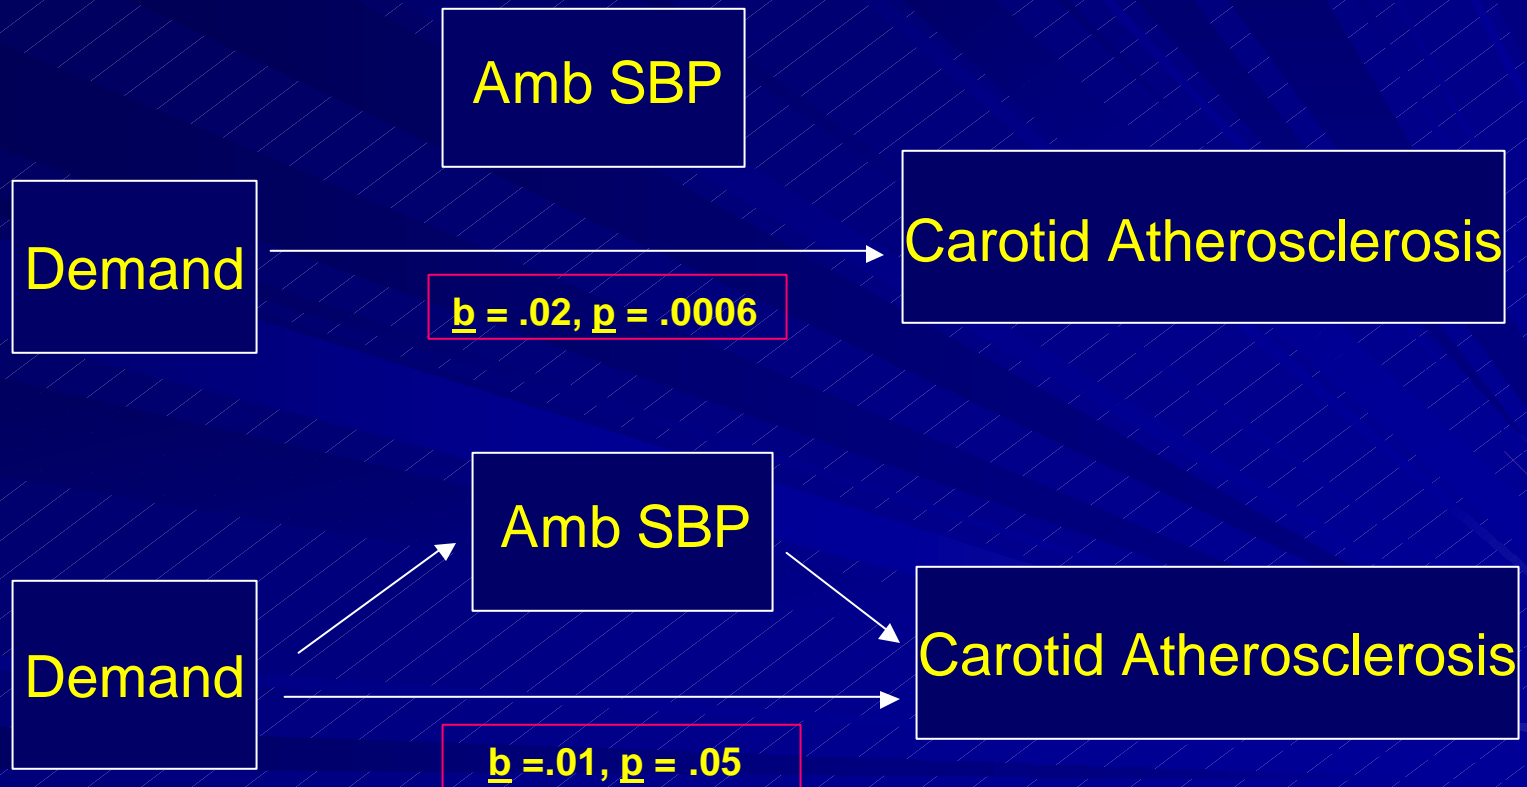 Amb SBP
Demand
Carotid Atherosclerosis
b = .02, p = .0006
Amb SBP
Demand
Carotid Atherosclerosis
b =.01, p = .05